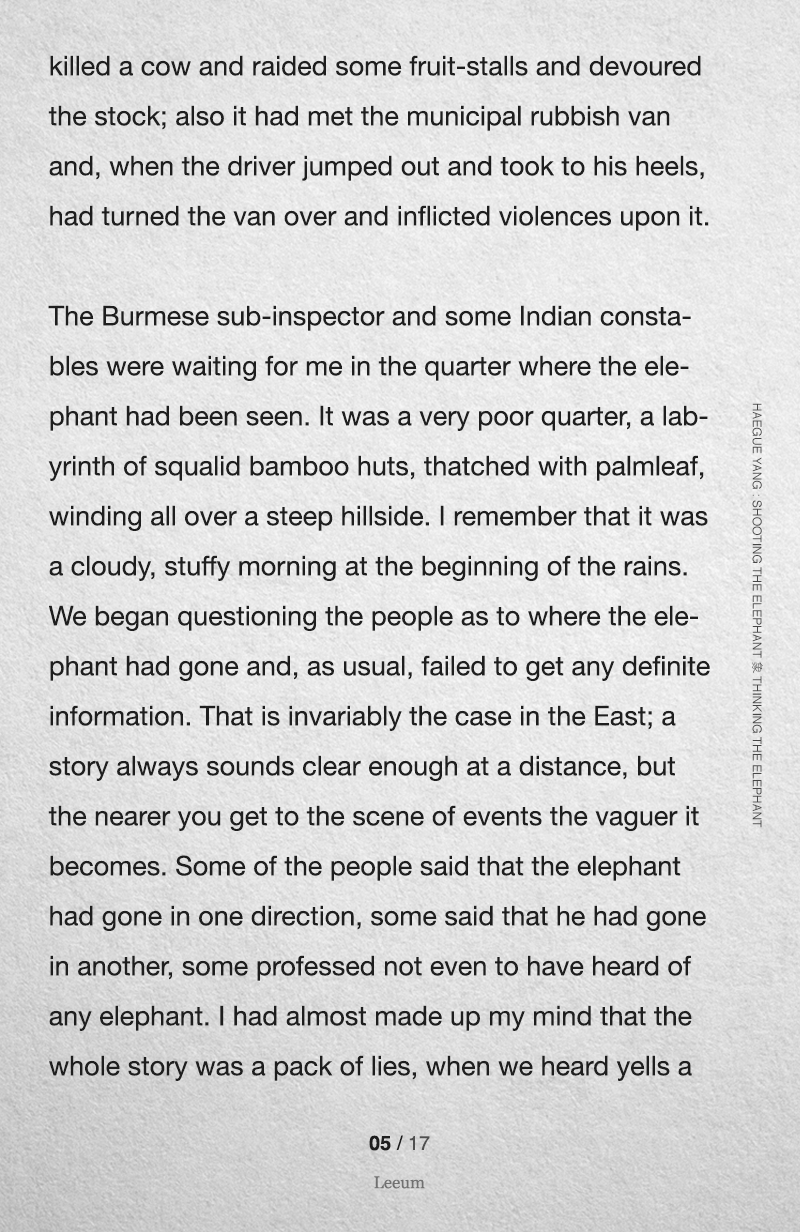 killed a cow and raided some fruit-stalls and devoured
the stock; also it had met the municipal rubbish van
and, when the driver jumped out and took to his heels,
had turned the van over and inflicted violences upon it.
The Burmese sub-inspector and some Indian consta-
bles were waiting for me in the quarter where the ele-
phant had been seen. It was a very poor quarter, a lab-
yrinth of squalid bamboo huts, thatched with palmleaf,
winding all over a steep hillside. I remember that it was
a cloudy, stuffy morning at the beginning of the rains.
We began questioning the people as to where the ele-
phant had gone and, as usual, failed to get any definite
information. That is invariably the case in the East; a
story always sounds clear enough at a distance, but
the nearer you get to the scene of events the vaguer it
becomes. Some of the people said that the elephant
had gone in one direction, some said that he had gone
in another, some professed not even to have heard of
any elephant. I had almost made up my mind that the
whole story was a pack of lies, when we heard yells a
HAEGUE YANG : SHOOTING THE ELEPHANT 象 THINKING THE ELEPHANT
05 / 17
Leeum